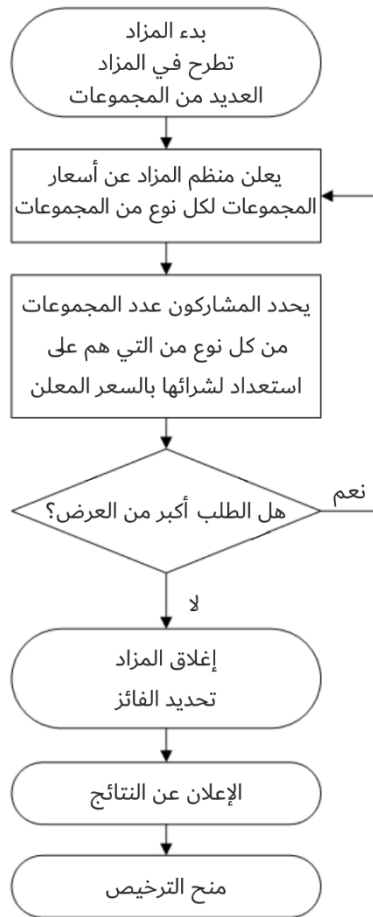 بدء المزاد
تطرح في المزاد
العديد من المجموعات
يعلن منظم المزاد عن أسعار
المجموعات لكل نوع من المجموعات
يحدد المشاركون عدد المجموعات
من كل نوع من التي هم على
استعداد لشرائها بالسعر المعلن
هل الطلب أكبر من العرض؟
نعم
لا
إغلاق المزاد
تحديد الفائز
الإعلان عن النتائج
منح الترخيص